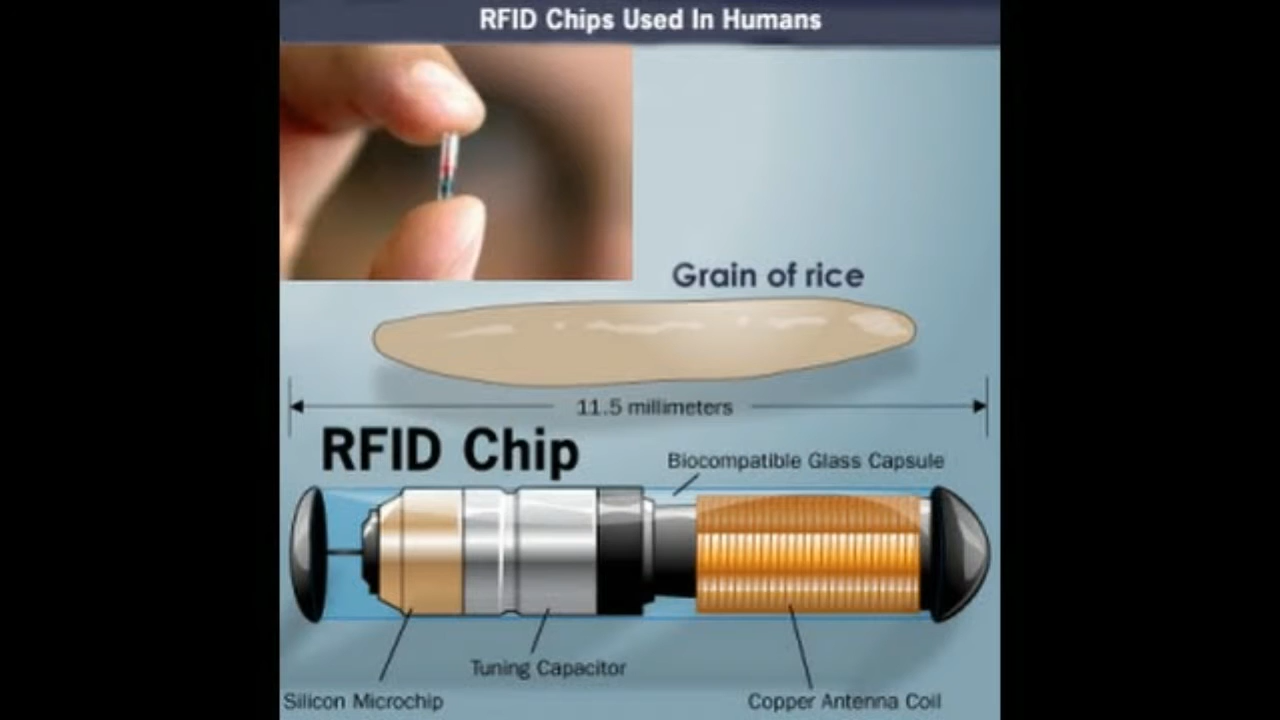 RFID Chips Used In Humans
Grain of rice
11.5 millimeters
RFID Chip
Biocompatible Glass Capsule
Tuning Capacitor
Silicon Microchip
Copper Antenna Coil